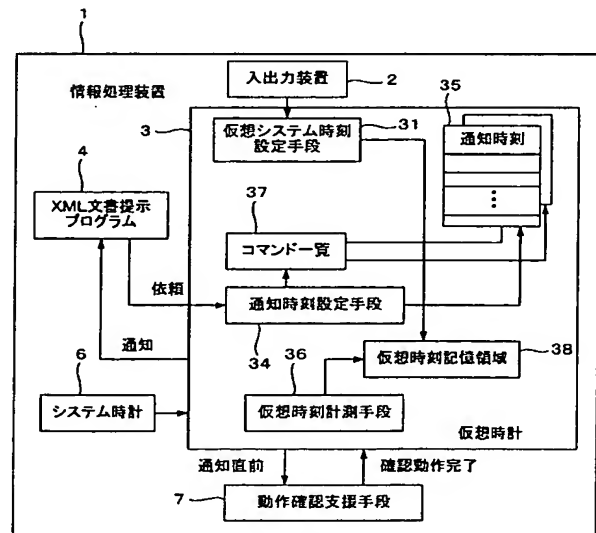 1
情報処理装置
入出力装置
2
35
3
仮想システム時刻
設定手段
31
通知時刻
4
XML文書提示
プログラム
37
コマンド一覧
依頼
通知時刻設定手段
34
通知
36
仮想時刻記憶領域
38
6
システム時計
仮想時刻計測手段
仮想時計
通知直前
確認動作完了
7
動作確認支援手段